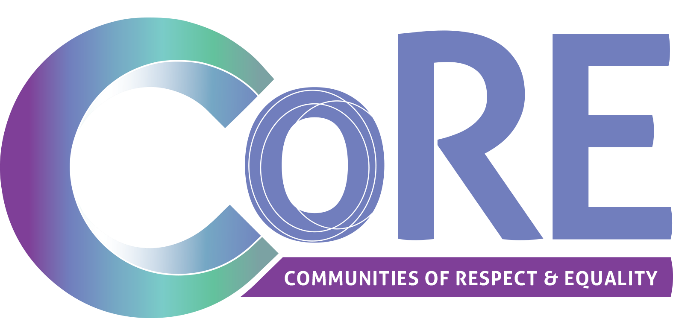 CoRE
COMMUNITIES OF RESPECT & EQUALITY